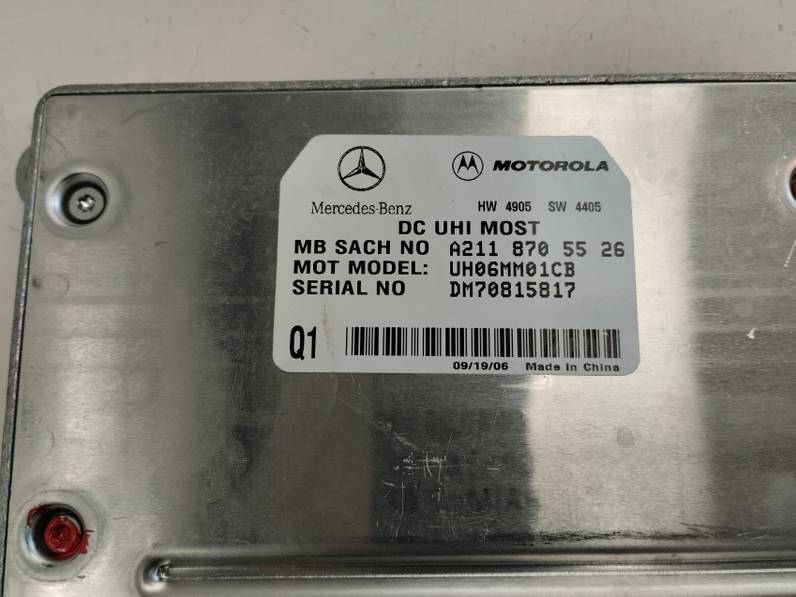 MOTOROLA
Mercedes-Benz HW 4905 SW 4405
DC UHI MOST
MB SACH NO A211 870 55 26
MOT MODEL: UH06MM01CB
SERIAL NO DM70815817
Q1
09/19/06 Made in China